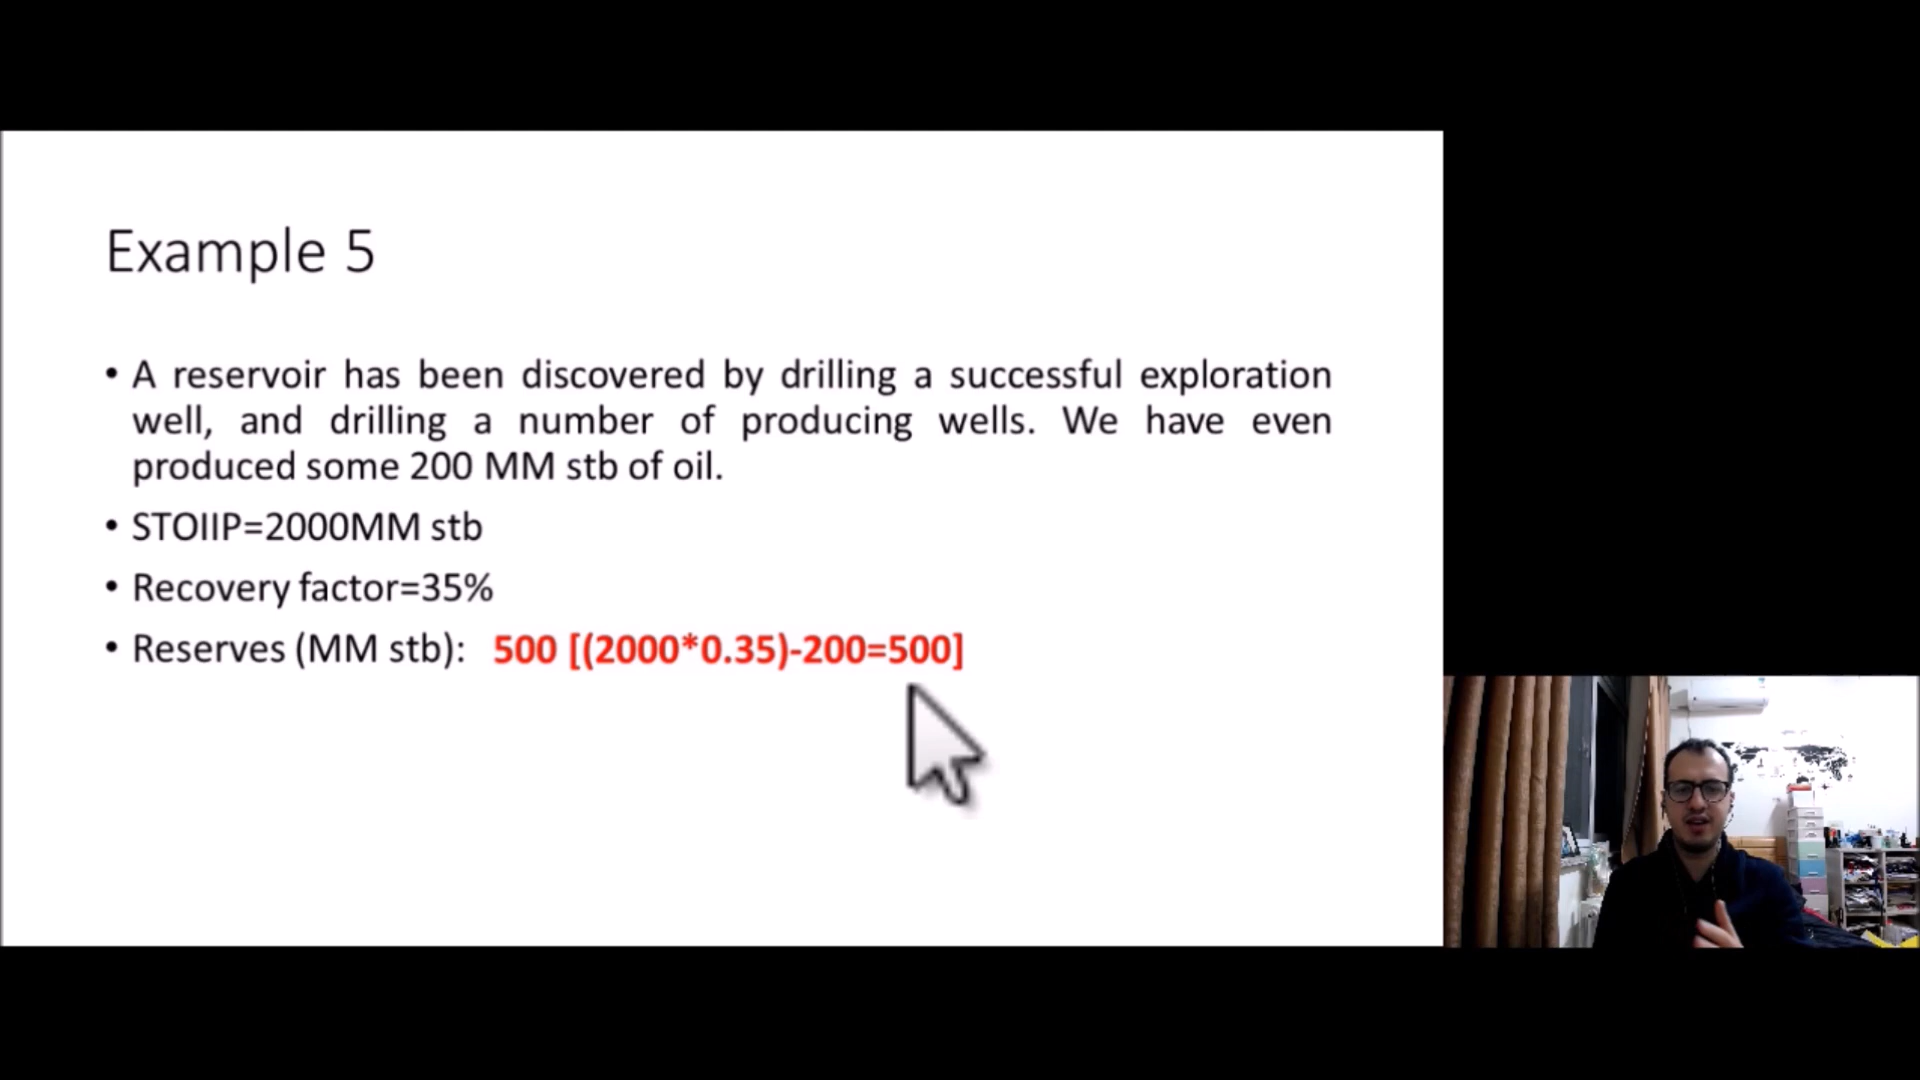 Example 5
• A reservoir has been discovered by drilling a successful exploration
well, and drilling a number of producing wells. We have even
produced some 200 MM stb of oil.
• STOIIP=2000MM stb
• Recovery factor=35%
• Reserves (MM stb): 500 [(2000*0.35)-200=500]